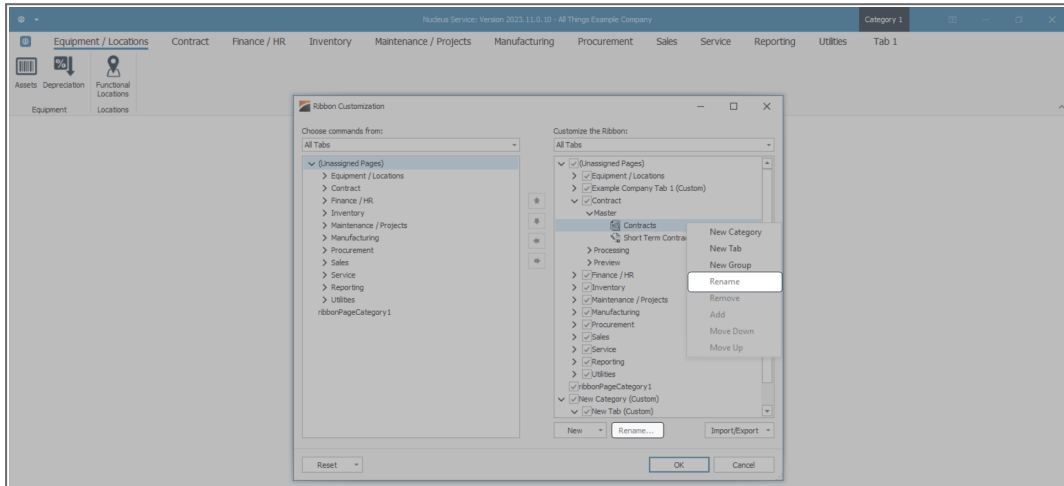 Nucleus Service: Version 2023.11.0.10 - All Things Example Company
Category 1
Equipment / Locations Contract Finance / HR Inventory Maintenance / Projects Manufacturing Procurement Sales Service Reporting Utilities Tab 1
Assets Depreciation Functional Locations
Equipment Locations
Ribbon Customization
Choose commands from:
All Tabs
(Unassigned Pages)
Equipment / Locations
Contract
Finance / HR
Inventory
Maintenance / Projects
Manufacturing
Procurement
Sales
Service
Reporting
Utilities
ribbonPageCategory1
Customize the Ribbon:
All Tabs
(Unassigned Pages)
Equipment / Locations
Example Company Tab 1 (Custom)
Contract
Master
Contracts
Short Term Contra
Processing
Preview
Finance / HR
Inventory
Maintenance / Projects
Manufacturing
Procurement
Sales
Service
Reporting
Utilities
ribbonPageCategory1
New Category (Custom)
New Tab (Custom)
New Category
New Tab
New Group
Rename
Remove
Add
Move Down
Move Up
New Rename... Import/Export
Reset OK Cancel